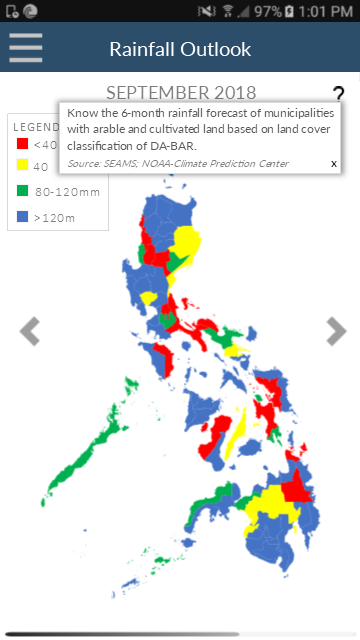 97% 1:01 PM
Rainfall Outlook
SEPTEMBER 2018
?
Know the 6-month rainfall forecast of municipalities
with arable and cultivated land based on land cover
classification of DA-BAR.
Source: SEAMS; NOAA-Climate Prediction Center x
LEGEND
<40
40
80-120mm
>120m